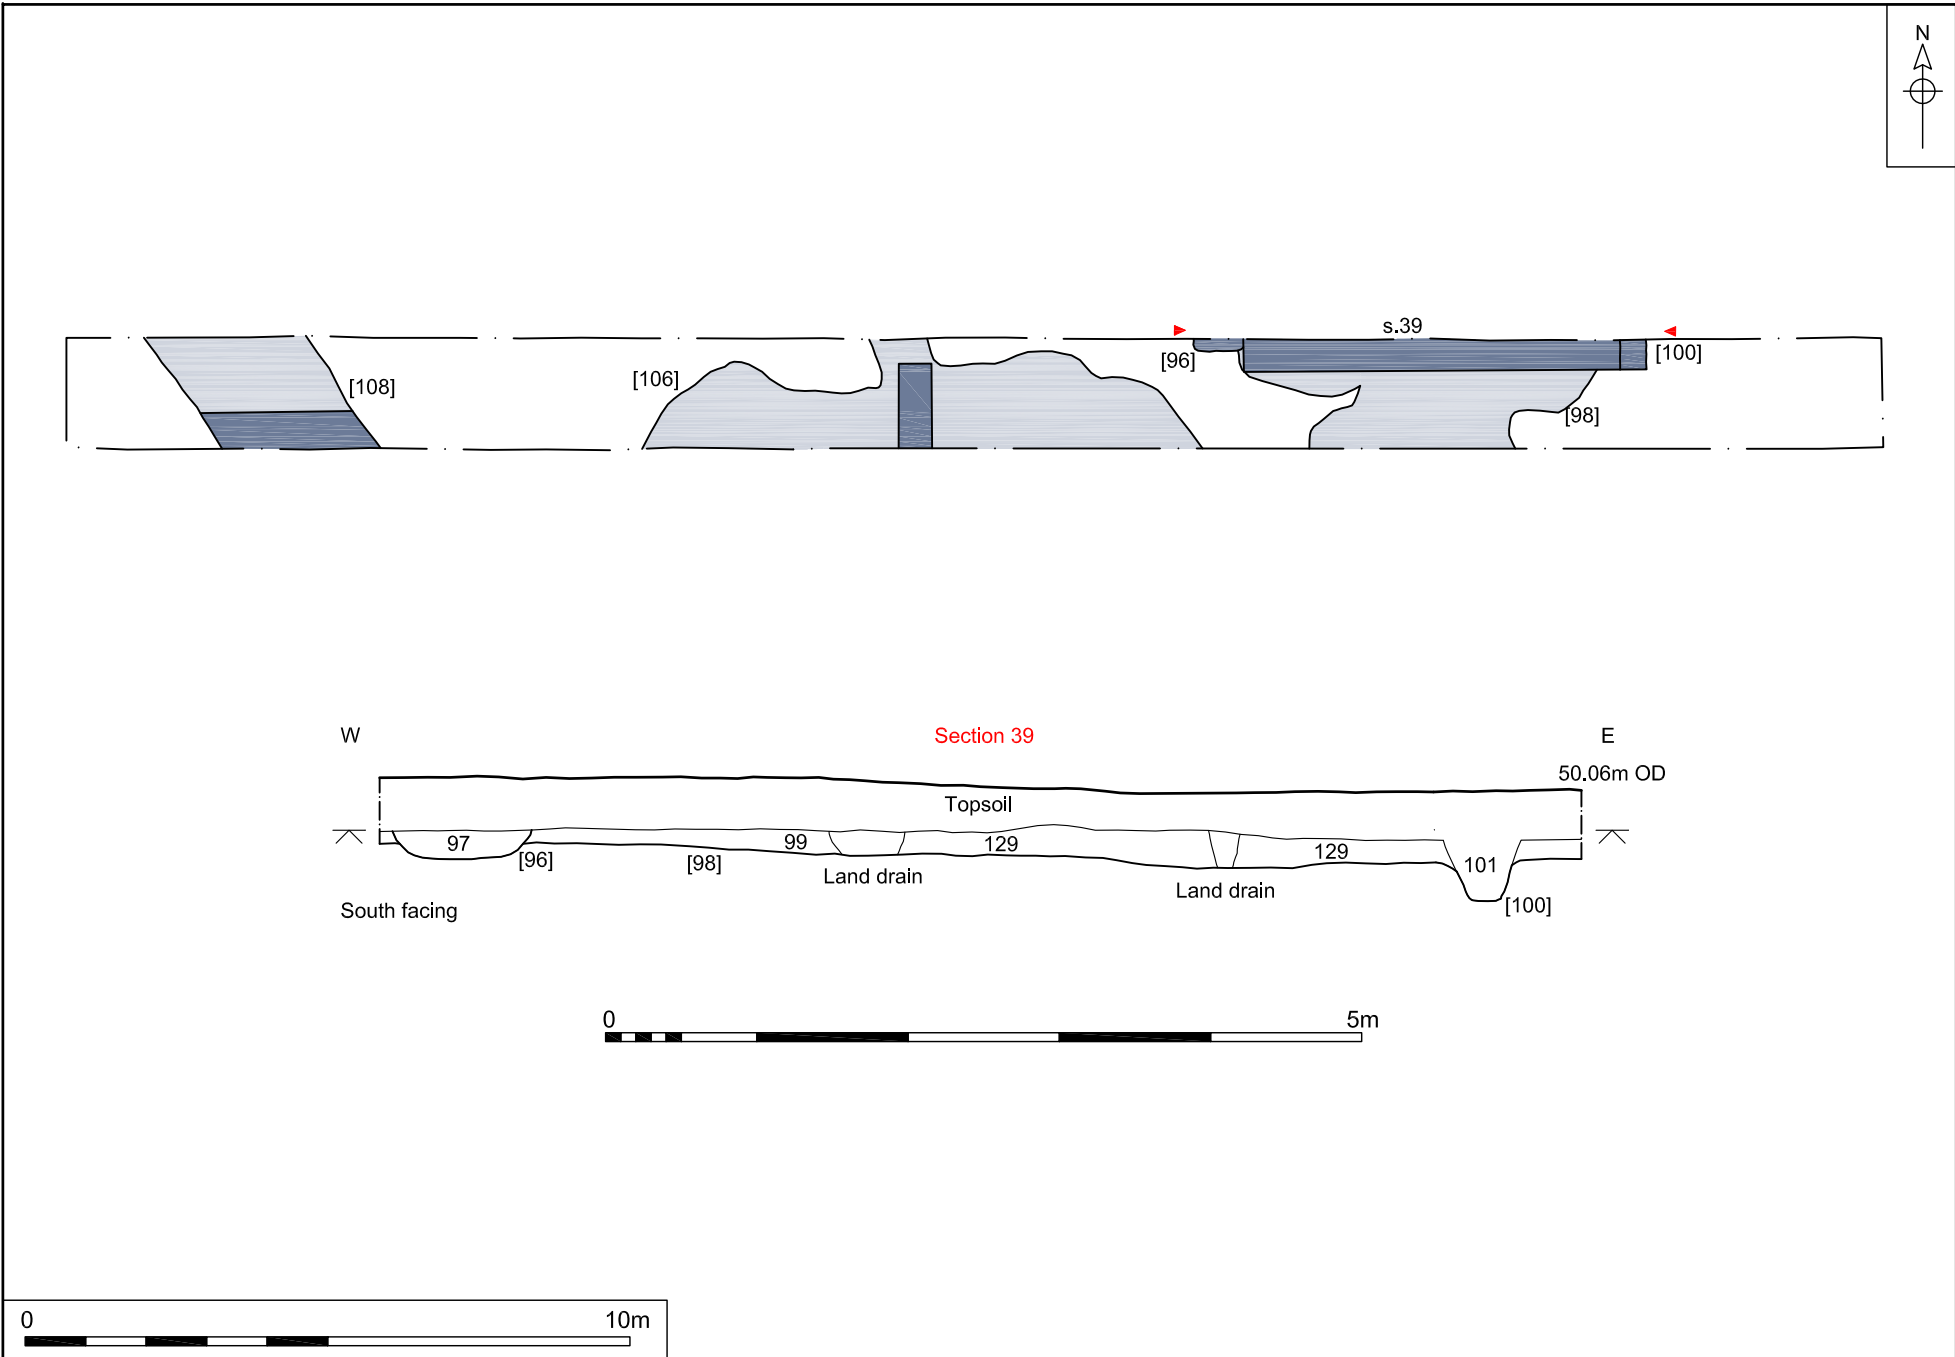 N
s.39
[96]
[100]
[108]
[106]
[98]
W
Section 39
E
50.06m OD
Topsoil
97
99
129
129
101
[96]
[98]
Land drain
Land drain
[100]
South facing
0
5m
0
10m